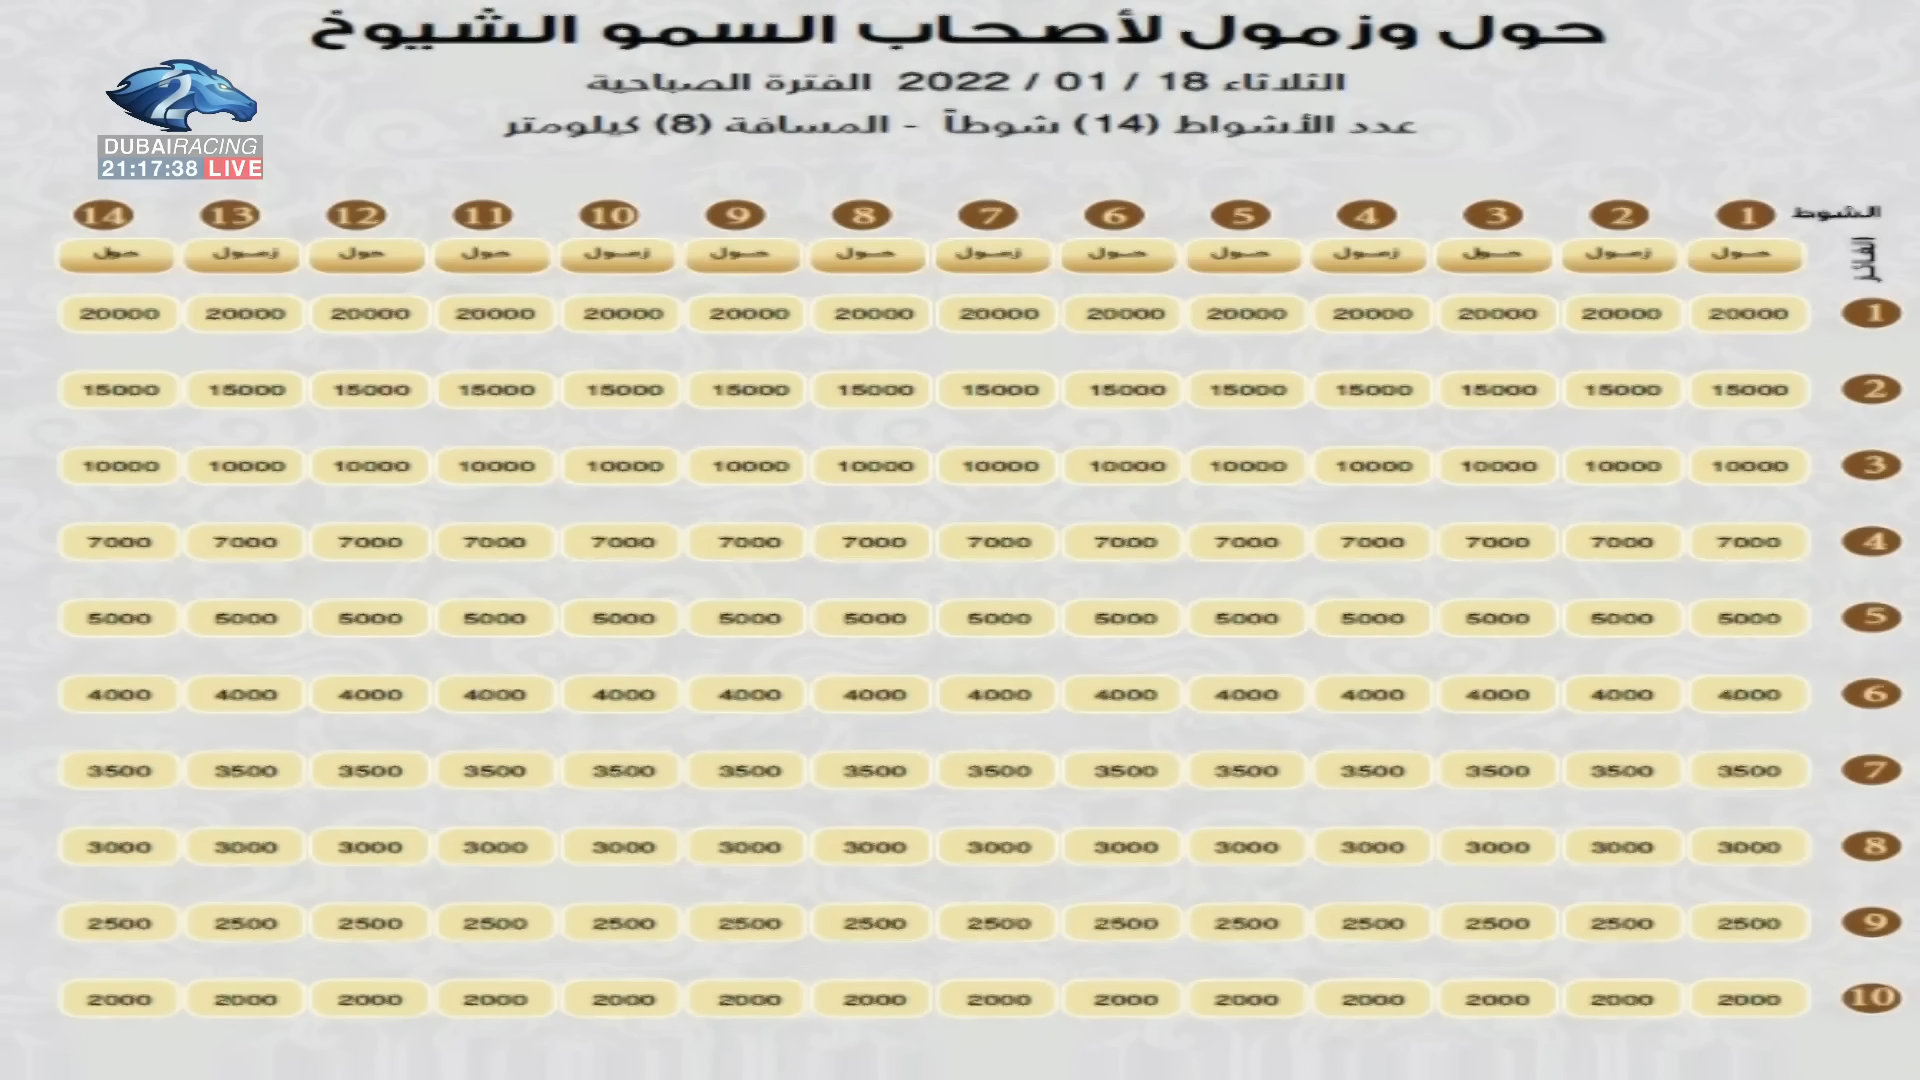 حول وزمول لأصحاب السمو الشيوخ
الثلاثاء 18 / 01 / 2022 الفترة الصباحية
عدد الأشواط (14) شوطاً - المسافة (8) كيلومتر
DUBAIRACING
21:17:38 LIVE
الشوط 1 2 3 4 5 6 7 8 9 10 11 12 13 14
الفائز حول زمول حول زمول حول حول زمول حول حول زمول حول حول زمول حول
1 20000 20000 20000 20000 20000 20000 20000 20000 20000 20000 20000 20000 20000 20000
2 15000 15000 15000 15000 15000 15000 15000 15000 15000 15000 15000 15000 15000 15000
3 10000 10000 10000 10000 10000 10000 10000 10000 10000 10000 10000 10000 10000 10000
4 7000 7000 7000 7000 7000 7000 7000 7000 7000 7000 7000 7000 7000 7000
5 5000 5000 5000 5000 5000 5000 5000 5000 5000 5000 5000 5000 5000 5000
6 4000 4000 4000 4000 4000 4000 4000 4000 4000 4000 4000 4000 4000 4000
7 3500 3500 3500 3500 3500 3500 3500 3500 3500 3500 3500 3500 3500 3500
8 3000 3000 3000 3000 3000 3000 3000 3000 3000 3000 3000 3000 3000 3000
9 2500 2500 2500 2500 2500 2500 2500 2500 2500 2500 2500 2500 2500 2500
10 2000 2000 2000 2000 2000 2000 2000 2000 2000 2000 2000 2000 2000 2000